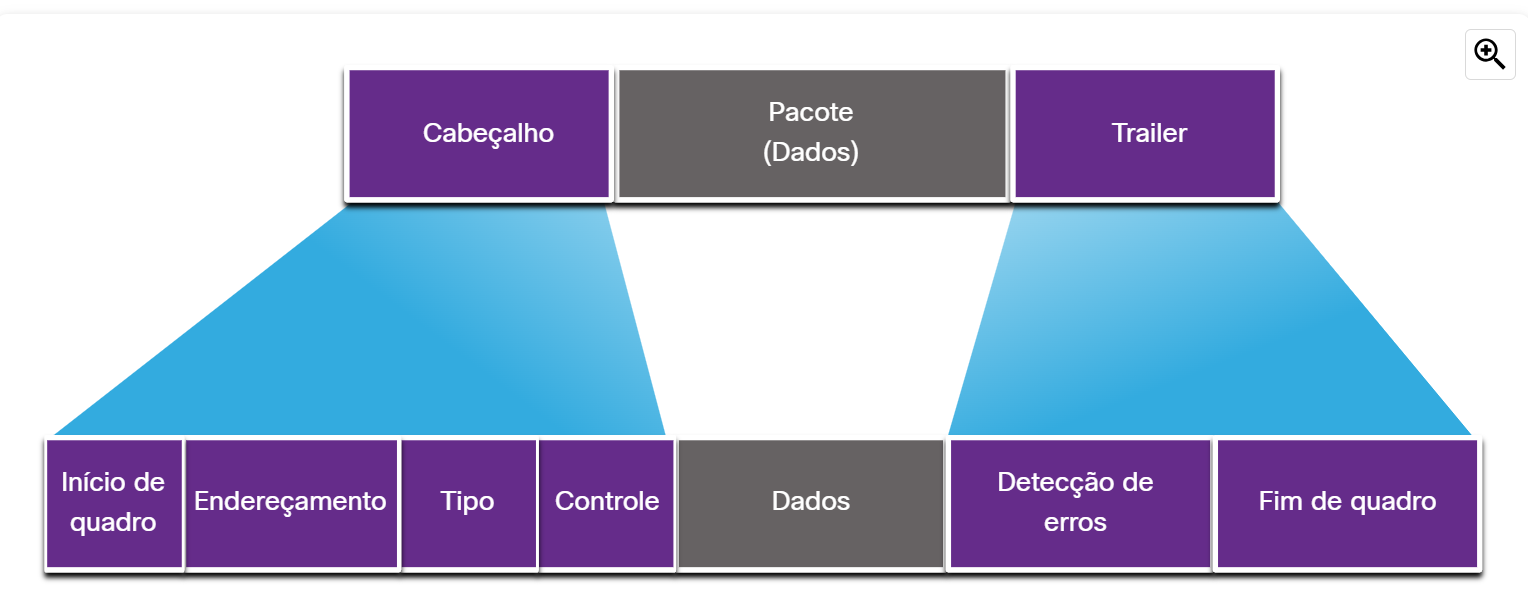 Cabeçalho
Pacote
(Dados)
Trailer
Início de
quadro
Endereçamento
Tipo
Controle
Dados
Detecção de
erros
Fim de quadro